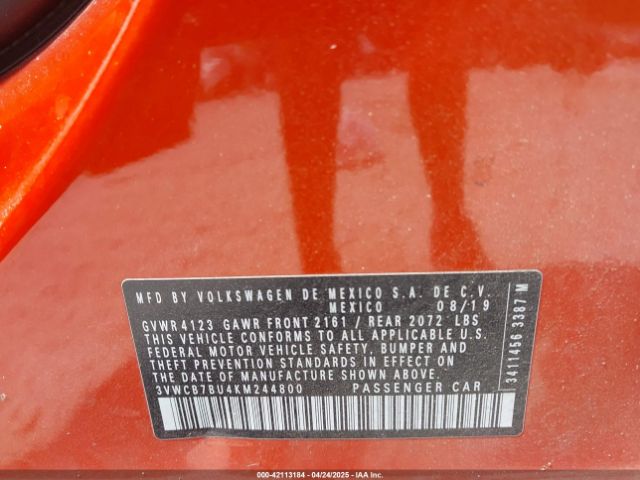 MFD BY VOLKSWAGEN DE MEXICO S.A. DE C.V.
MEXICO 08/19
GVWR 4123 GAWR FRONT 2161 / REAR 2072 LBS
THIS VEHICLE CONFORMS TO ALL APPLICABLE U.S.
FEDERAL MOTOR VEHICLE SAFETY, BUMPER AND
THEFT PREVENTION STANDARDS IN EFFECT ON
THE DATE OF MANUFACTURE SHOWN ABOVE.
3VWCB7BU4KM244800 PASSENGER CAR
3411456 3387 M
000-42113184 - 04/24/2025 - IAA Inc.